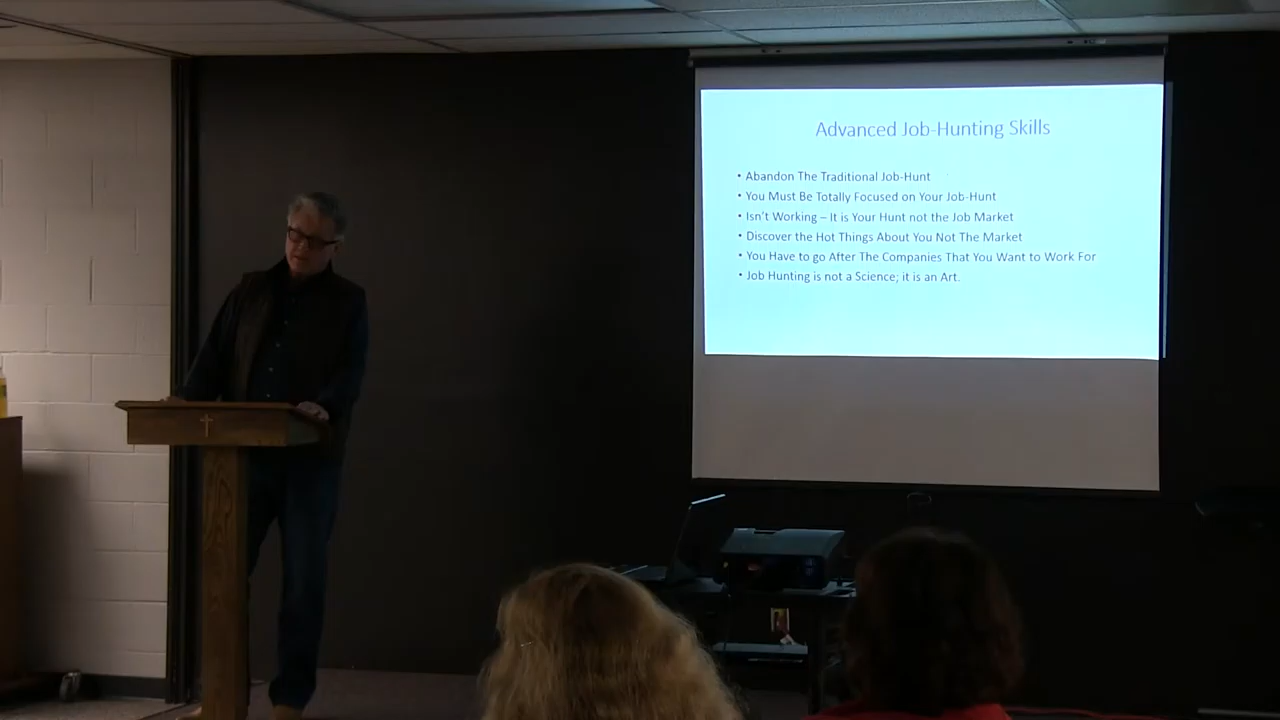 Advanced Job-Hunting Skills
• Abandon The Traditional Job-Hunt
• You Must Be Totally Focused on Your Job-Hunt
• Isn't Working – It is Your Hunt not the Job Market
• Discover the Hot Things About You Not The Market
• You Have to go After The Companies That You Want to Work For
• Job Hunting is not a Science; it is an Art.